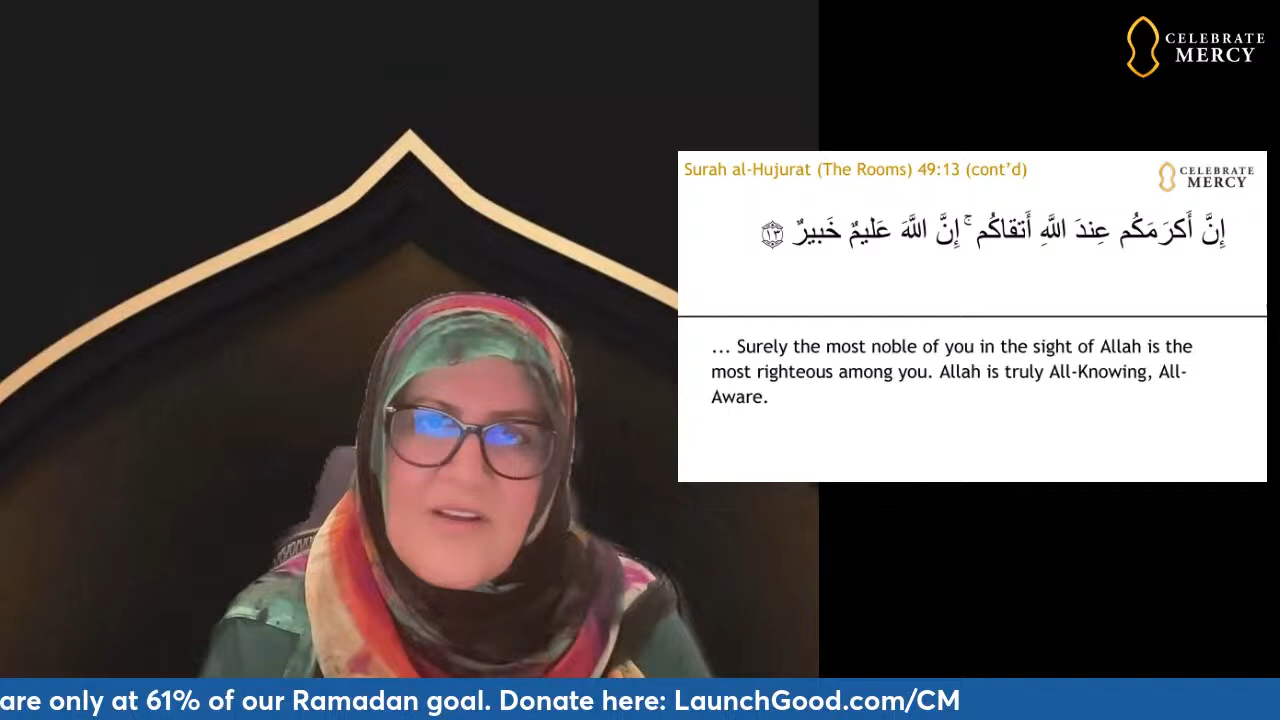 CELEBRATE
MERCY
Surah al-Hujurat (The Rooms) 49:13 (cont’d)
CELEBRATE
MERCY
إِنَّ أَكرَمَكُم عِندَ اللَّهِ أَتقاكُم ۚ إِنَّ اللَّهَ عَليمٌ خَبيرٌ ﴿١٣﴾
... Surely the most noble of you in the sight of Allah is the
most righteous among you. Allah is truly All-Knowing, All-
Aware.
are only at 61% of our Ramadan goal. Donate here: LaunchGood.com/CM